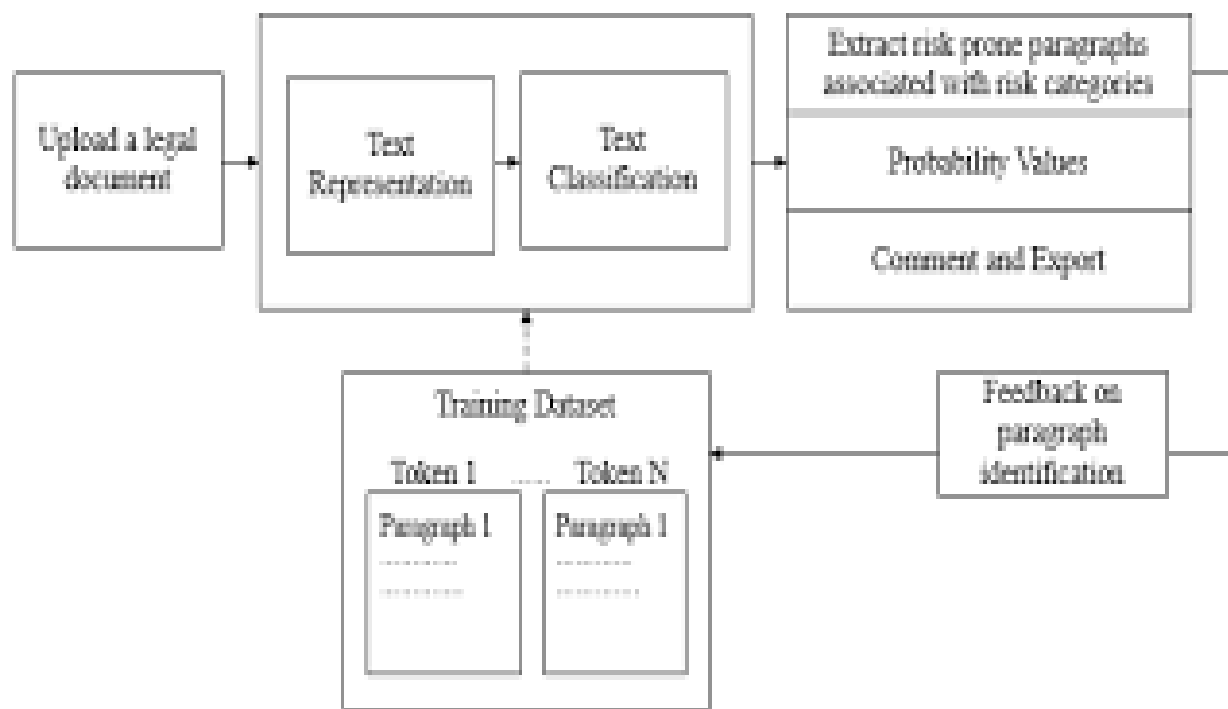 Upload a legal
document
Text
Representation
Text
Classification
Extract risk prone paragraphs
associated with risk categories
Probability Values
Comment and Export
Training Dataset
Token 1 ...... Token N
Paragraph 1
..............
...............
Paragraph 1
..............
...............
Feedback on
paragraph
identification